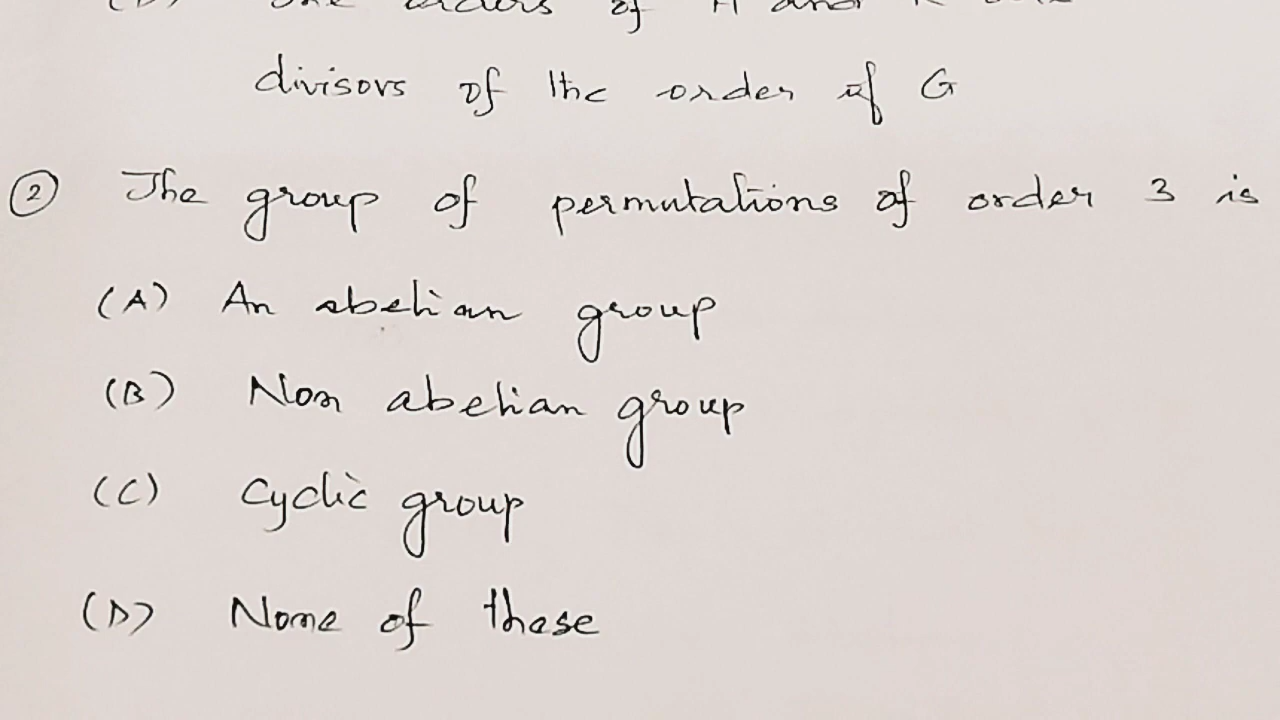 divisors of the order of G
② The group of permutations of order 3 is
(A) An abelian group
(B) Non abelian group
(C) Cyclic group
(D) None of these